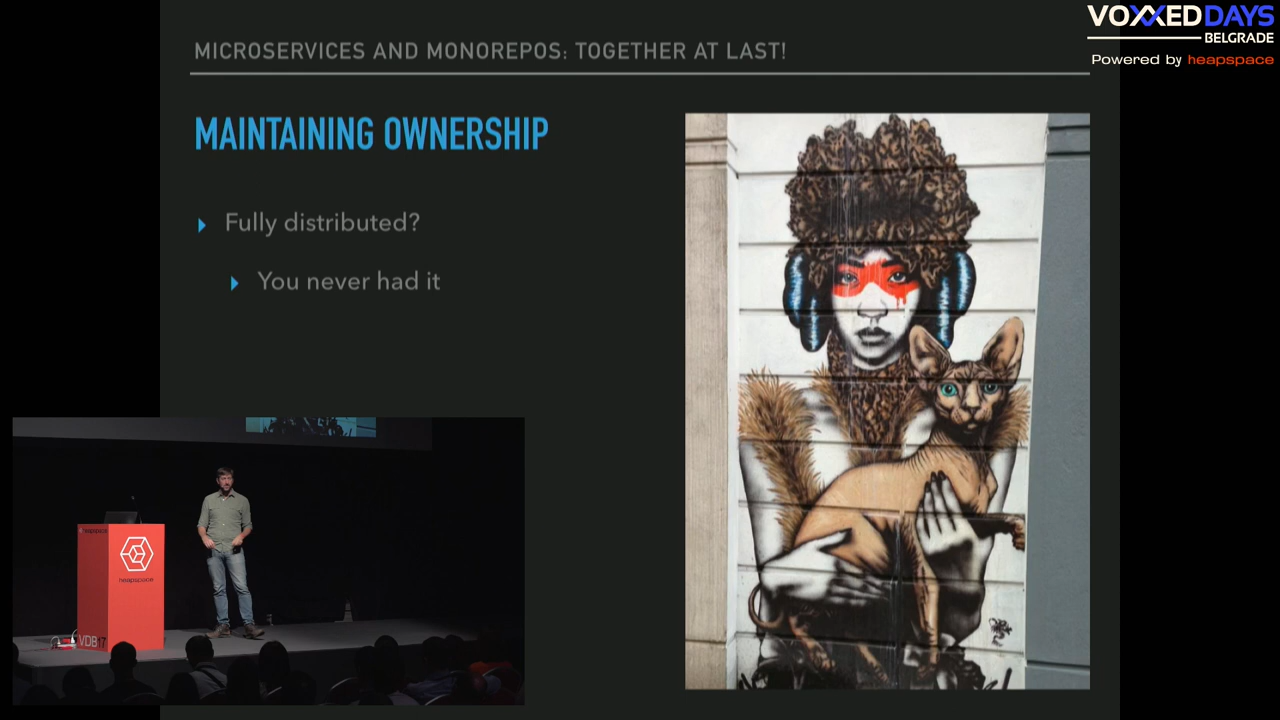 MICROSERVICES AND MONOREPOS: TOGETHER AT LAST!
VOXXED DAYS
BELGRADE
Powered by heapspace
MAINTAINING OWNERSHIP
Fully distributed?
You never had it
heapspace
heapspace
VDB17